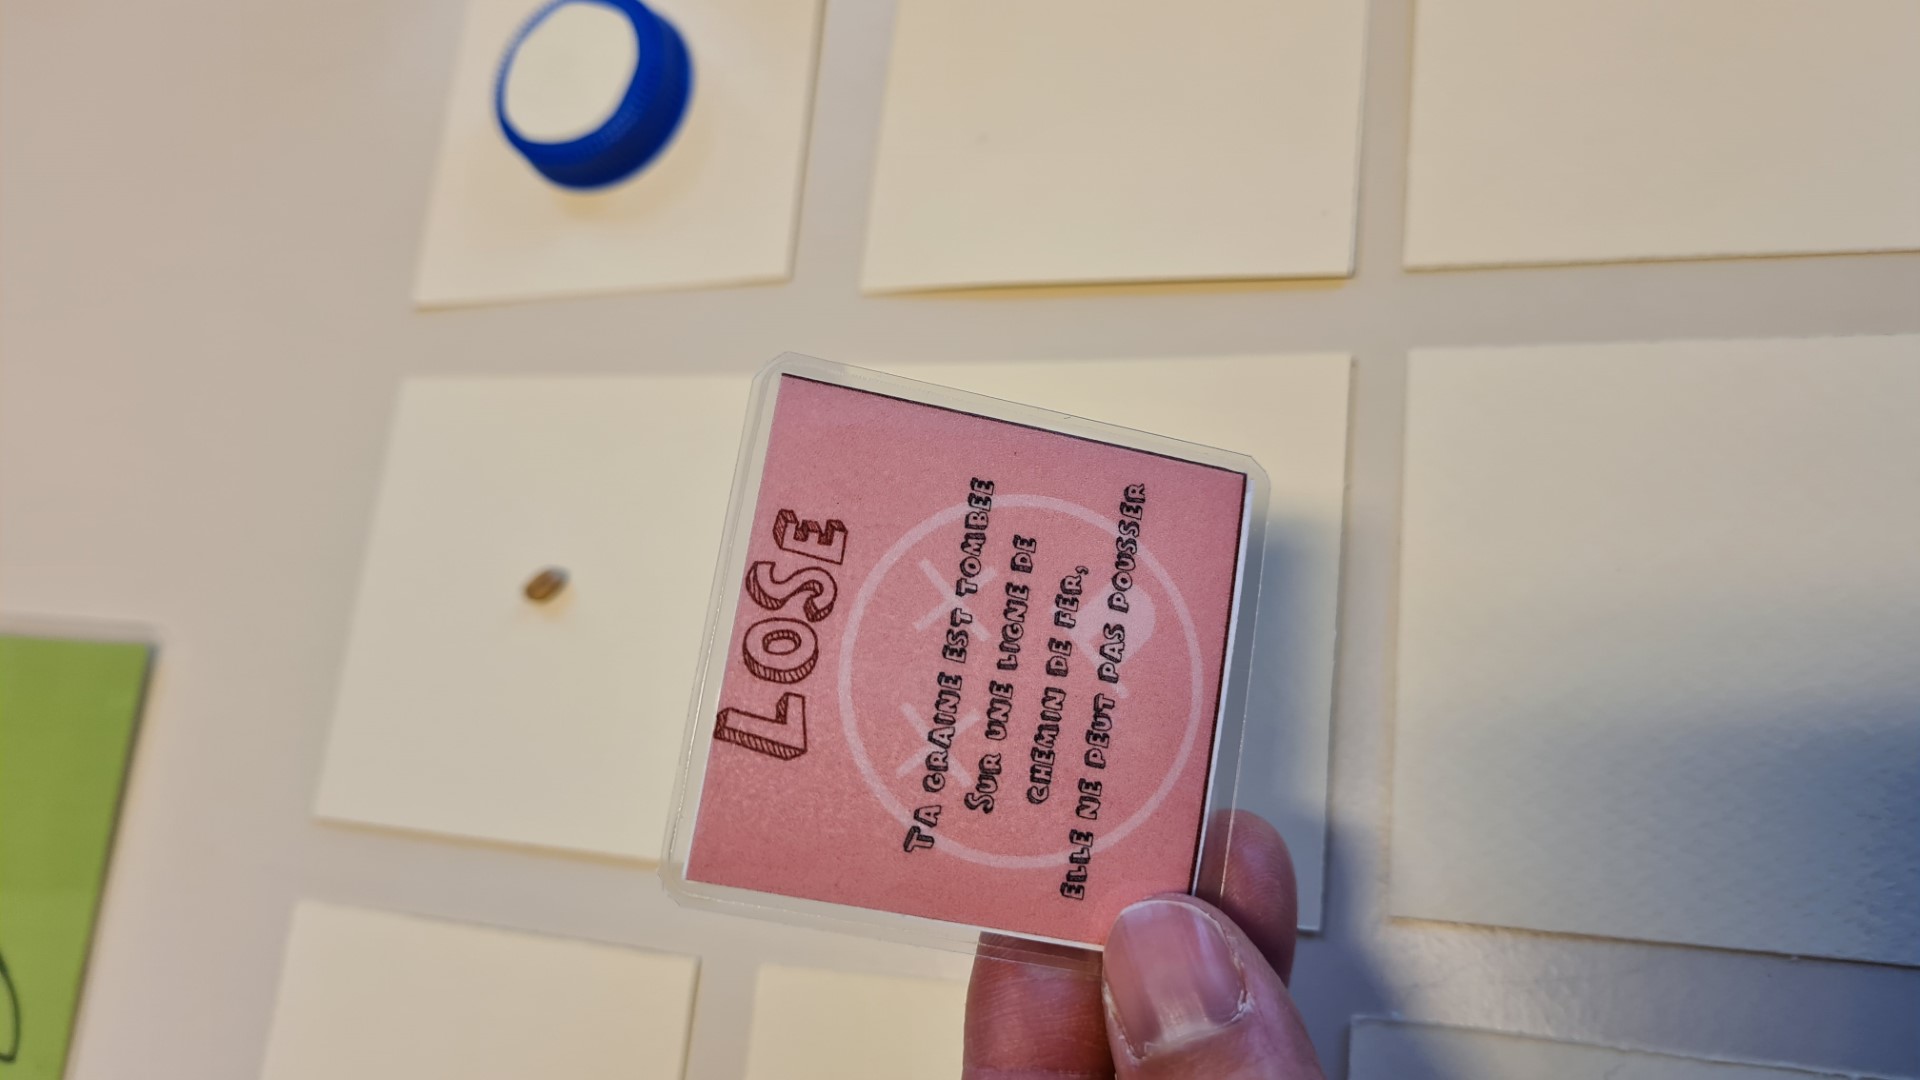 LOSE
TA GRAINE EST TOMBEE
SUR UNE LIGNE DE
CHEMIN DE FER,
ELLE NE PEUT PAS POUSSER